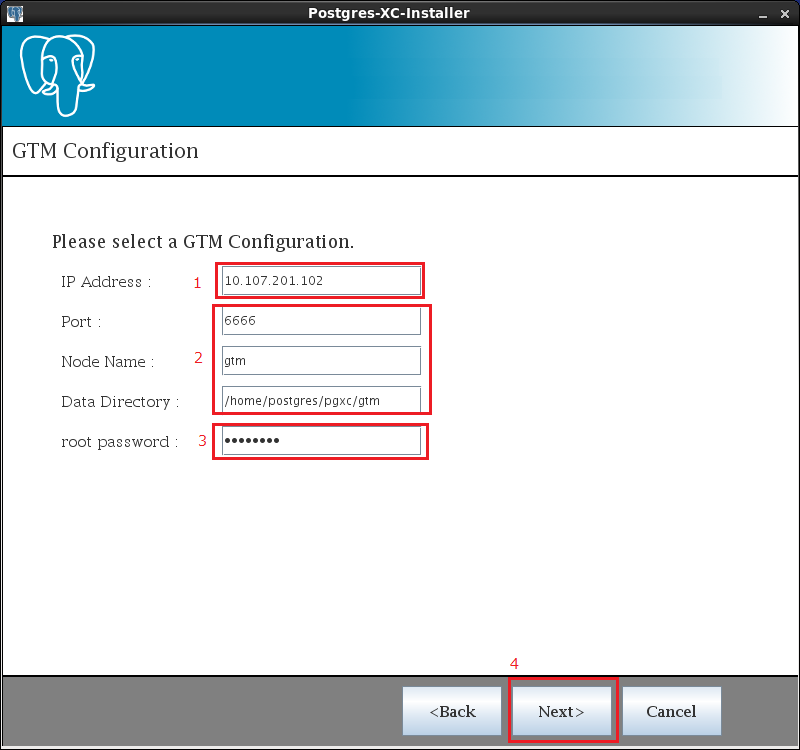 Postgres-XC-Installer
GTM Configuration
Please select a GTM Configuration.
IP Address : 1 10.107.201.102
Port : 6666
Node Name : 2 gtm
Data Directory : /home/postgres/pgxc/gtm
root password : 3 ••••••••
4
<Back Next> Cancel